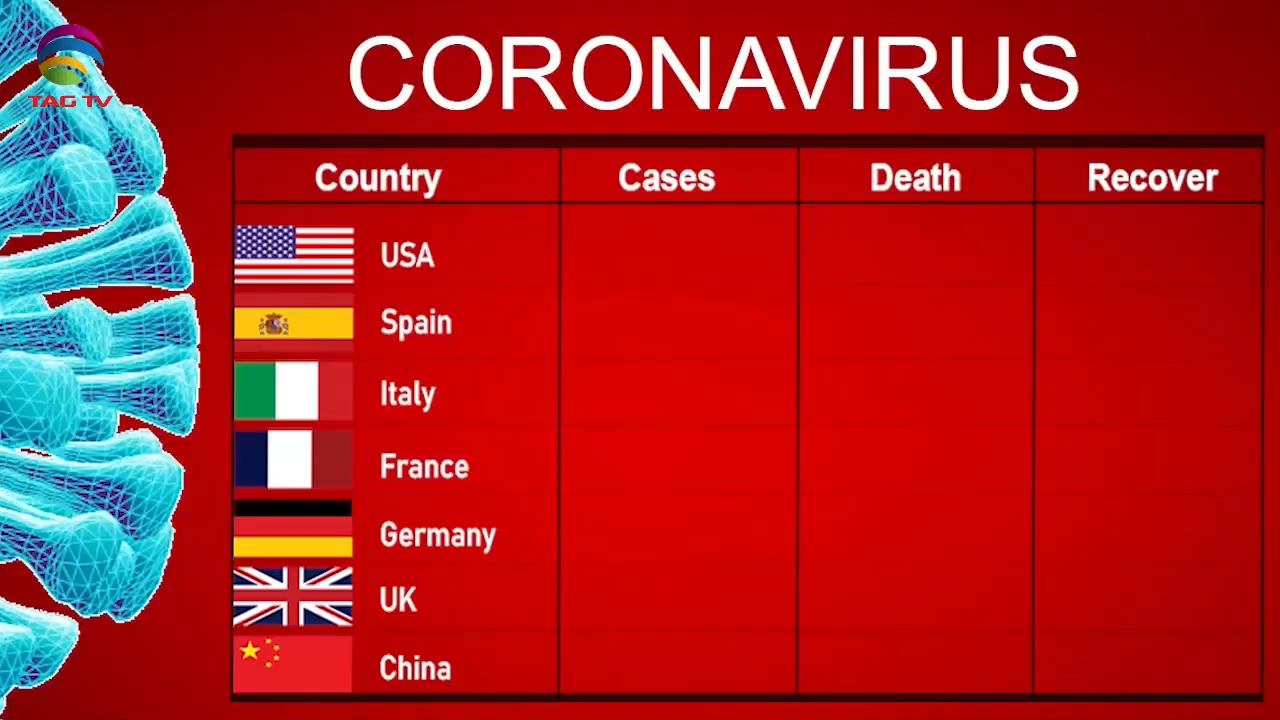 TAG TV
CORONAVIRUS
Country Cases Death Recover
USA
Spain
Italy
France
Germany
UK
China